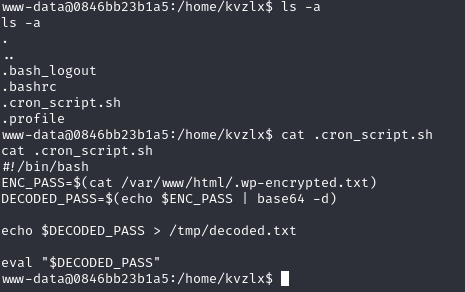 www-data@0846bb23b1a5:/home/kvzlx$ ls -a
ls -a
.
..
.bash_logout
.bashrc
.cron_script.sh
.profile
www-data@0846bb23b1a5:/home/kvzlx$ cat .cron_script.sh
cat .cron_script.sh
#!/bin/bash
ENC_PASS=$(cat /var/www/html/.wp-encrypted.txt)
DECODED_PASS=$(echo $ENC_PASS | base64 -d)
echo $DECODED_PASS > /tmp/decoded.txt
eval "$DECODED_PASS"
www-data@0846bb23b1a5:/home/kvzlx$